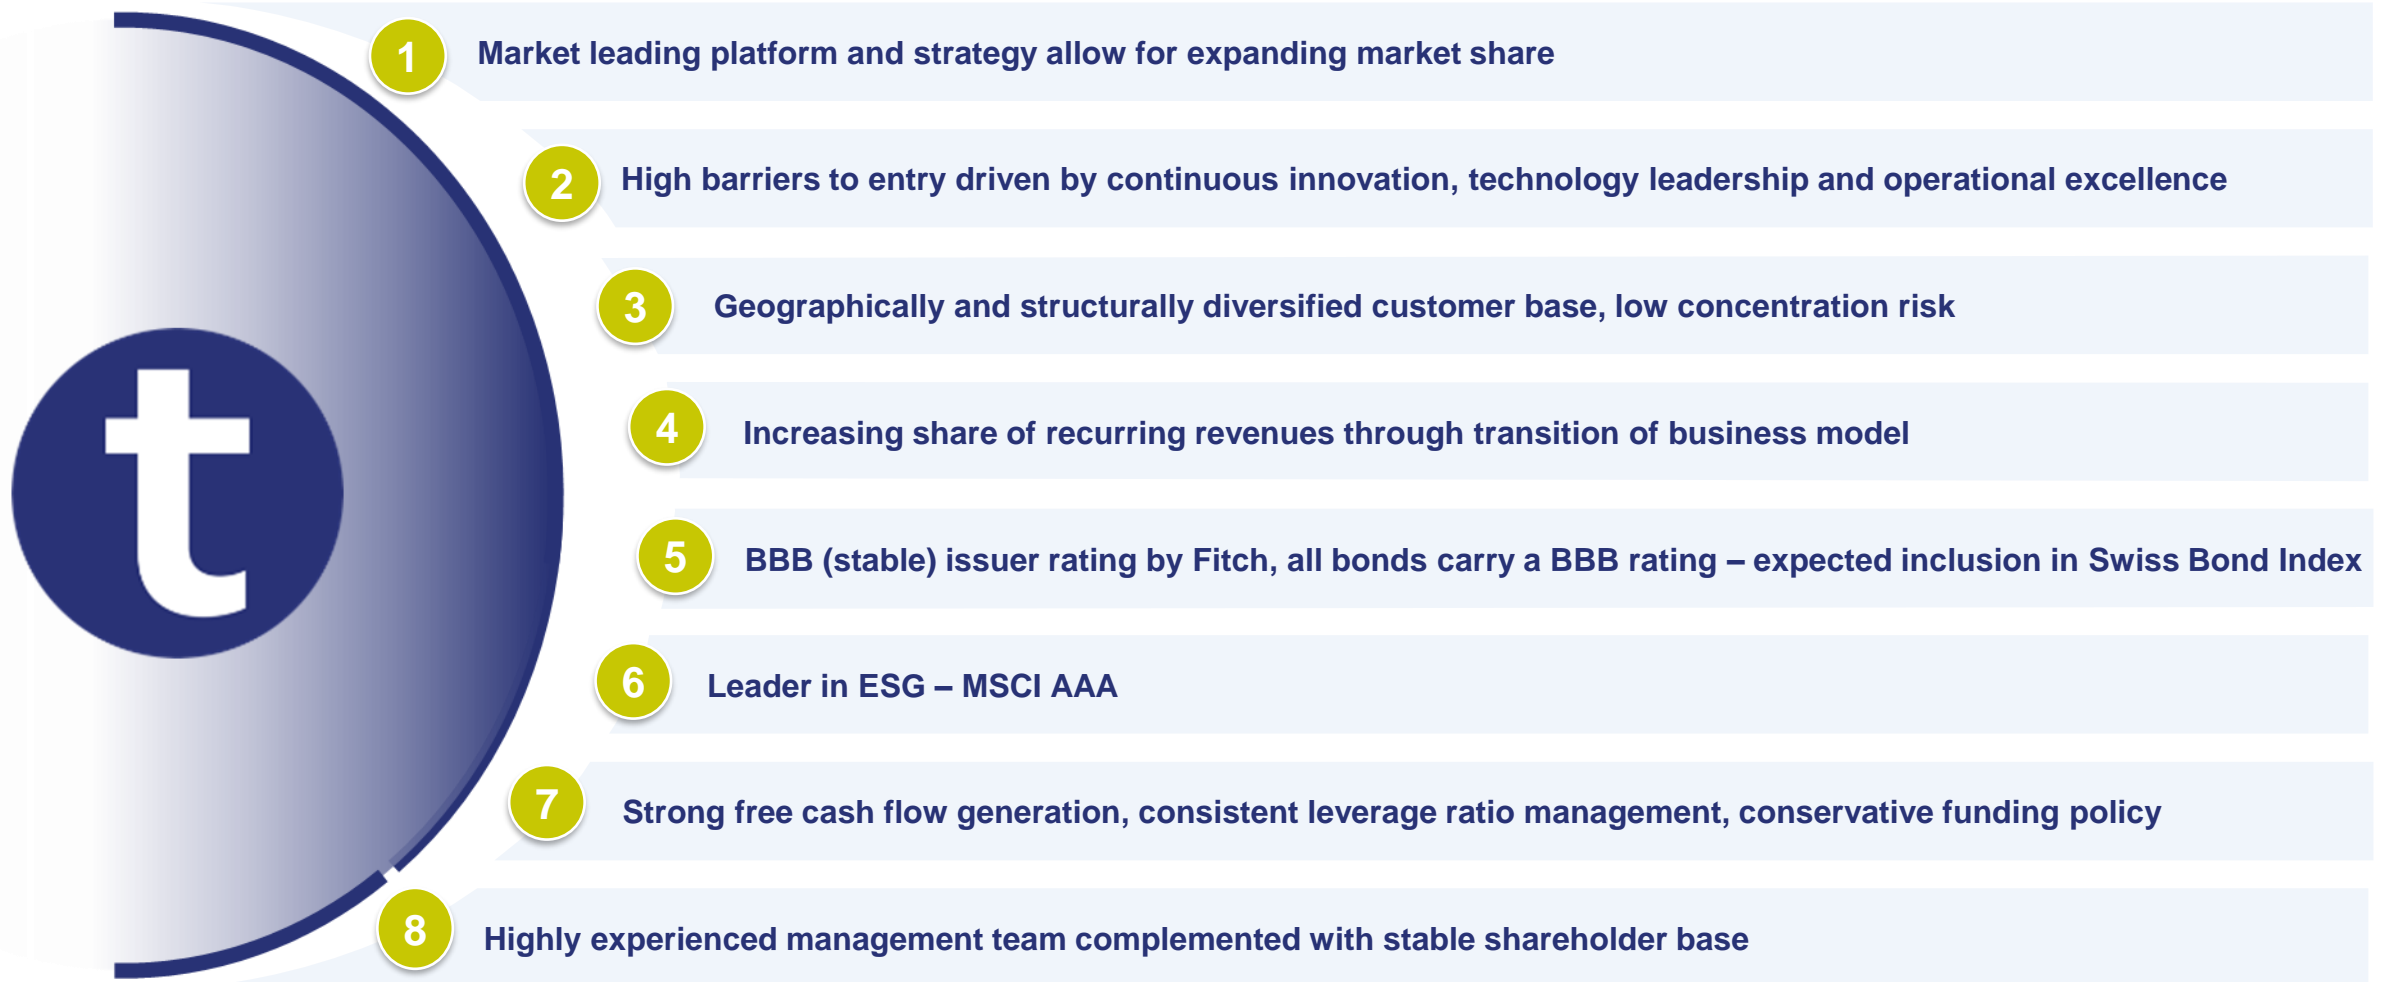 t
1 Market leading platform and strategy allow for expanding market share
2 High barriers to entry driven by continuous innovation, technology leadership and operational excellence
3 Geographically and structurally diversified customer base, low concentration risk
4 Increasing share of recurring revenues through transition of business model
5 BBB (stable) issuer rating by Fitch, all bonds carry a BBB rating – expected inclusion in Swiss Bond Index
6 Leader in ESG – MSCI AAA
7 Strong free cash flow generation, consistent leverage ratio management, conservative funding policy
8 Highly experienced management team complemented with stable shareholder base